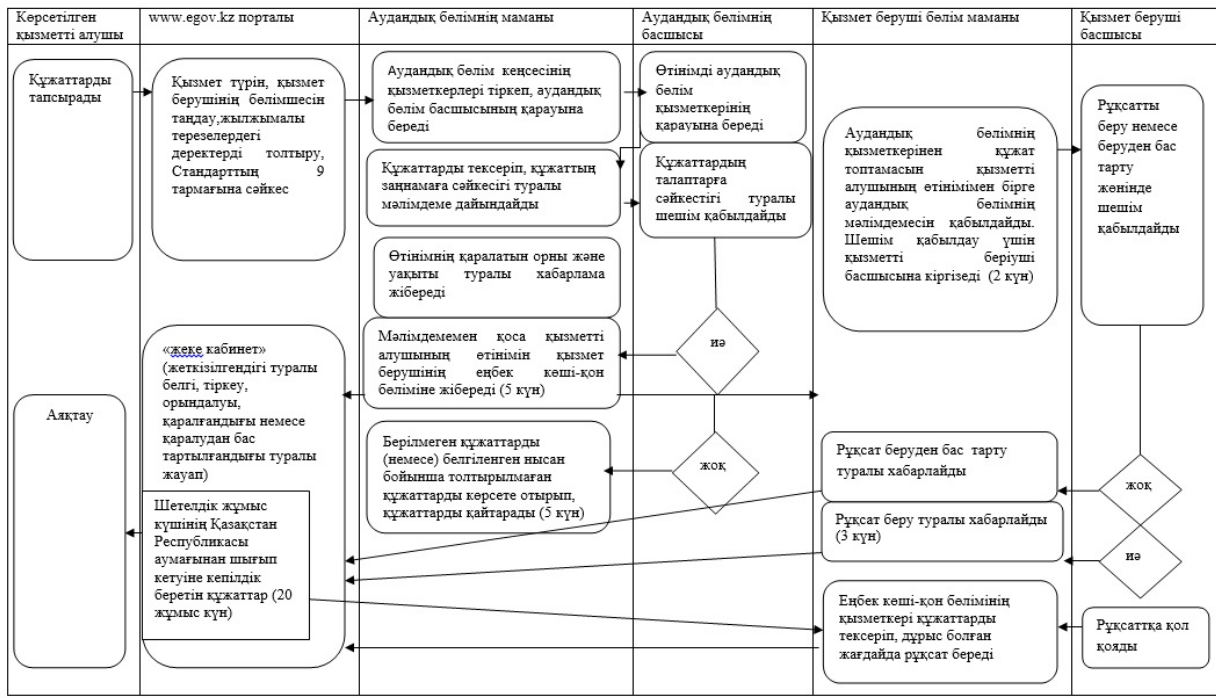 Көрсетілген
қызметті алушы
www.egov.kz порталы
Аудандық бөлімнің маманы
Аудандық бөлімнің
басшысы
Қызмет беруші бөлім маманы
Қызмет беруші
басшысы
Құжаттарды
тапсырады
Қызмет түрін, қызмет
берушінің бөлімшесін
таңдау,жылжымалы
терезелердегі
деректерді толтыру,
Стандарттың 9
тармағына сәйкес
Аудандық бөлім кеңсесінің
қызметкерлері тіркеп, аудандық
бөлім басшысының қарауына
береді
Өтінімді аудандық
бөлім
қызметкерінің
қарауына береді
Аудандық бөлімнің
қызметкерінен құжат
топтамасын қызметті
алушының өтінімімен бірге
аудандық бөлімнің
мәлімдемесін қабылдайды.
Шешім қабылдау үшін
қызметті беріуші
басшысына кіргізеді (2 күн)
Рұқсатты
беру немесе
беруден бас
тарту
жөнінде
шешім
қабылдайды
Құжаттарды тексеріп, құжаттың
заңнамаға сәйкесігі туралы
мәлімдеме дайындайды
Құжаттардың
талаптарға
сәйкестігі туралы
шешім қабылдайды
Өтінімнің қаралатын орны және
уақыты туралы хабарлама
жібереді
Мәлімдемемен қоса қызметті
алушының өтінімін қызмет
берушінің еңбек көші-қон
бөліміне жібереді (5 күн)
иә
«жеке кабинет»
(жеткізілгендігі туралы
белгі, тіркеу,
орындалуы,
қаралғандығы немесе
қаралудан бас
тартылғандығы туралы
жауап)
Аяқтау
Берілмеген құжаттарды
(немесе) белгіленген нысан
бойынша толтырылмаған
құжаттарды көрсете отырып,
құжаттарды қайтарады (5 күн)
жоқ
Рұқсат беруден бас тарту
туралы хабарлайды
жоқ
Шетелдік жұмыс
күшінің Қазақстан
Республикасы
аумағынан шығып
кетуіне кепілдік
беретін құжаттар (20
жұмыс күн)
Рұқсат беру туралы хабарлайды
(3 күн)
иә
Еңбек көші-қон бөлімінің
қызметкері құжаттарды
тексеріп, дұрыс болған
жағдайда рұқсат береді
Рұқсаттқа қол
қояды